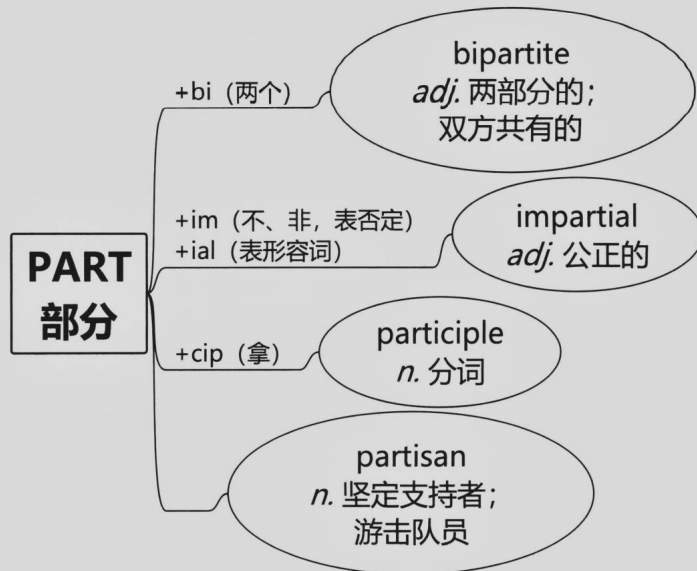 PART
部分
+bi（两个）
bipartite
adj. 两部分的；
双方共有的
+im（不、非，表否定）
+ial（表形容词）
impartial
adj. 公正的
+cip（拿）
participle
n. 分词
partisan
n. 坚定支持者；
游击队员